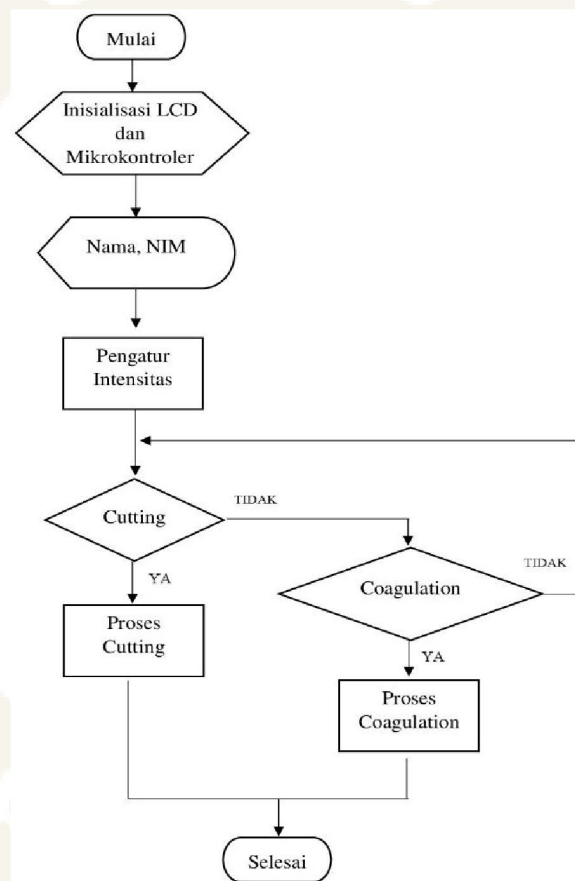 Mulai
Inisialisasi LCD
dan
Mikrokontroler
Nama, NIM
Pengatur
Intensitas
Cutting
TIDAK
YA
Proses
Cutting
Coagulation
TIDAK
YA
Proses
Coagulation
Selesai